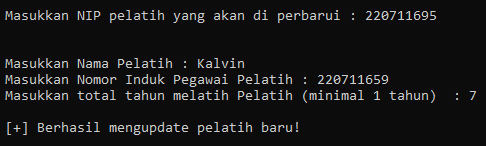 Masukkan NIP pelatih yang akan di perbarui : 220711695
Masukkan Nama Pelatih : Kalvin
Masukkan Nomor Induk Pegawai Pelatih : 220711659
Masukkan total tahun melatih Pelatih (minimal 1 tahun)  : 7
[+] Berhasil mengupdate pelatih baru!